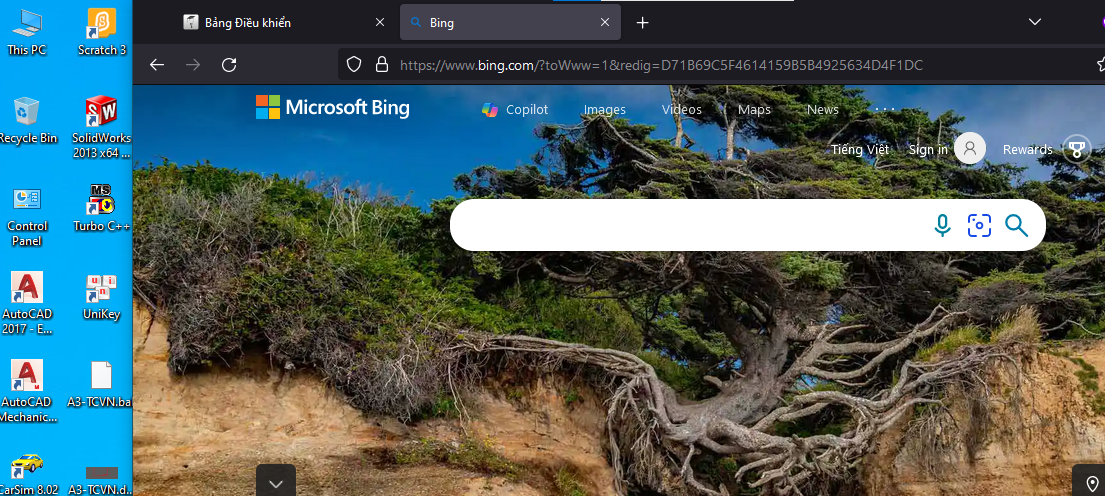 This PC
Scratch 3
Recycle Bin
SolidWorks
2013 x64 ...
Control
Panel
Turbo C++
AutoCAD
2017 - E...
UniKey
AutoCAD
Mechanic...
A3-TCVN.ba
CarSim 8.02
A3-TCVN.d..
Bảng Điều khiển
Bing
https://www.bing.com/?toWww=1&redig=D71B69C5F4614159B5B4925634D4F1DC
Microsoft Bing
Copilot
Images
Videos
Maps
News
...
Tiếng Việt
Sign in
Rewards